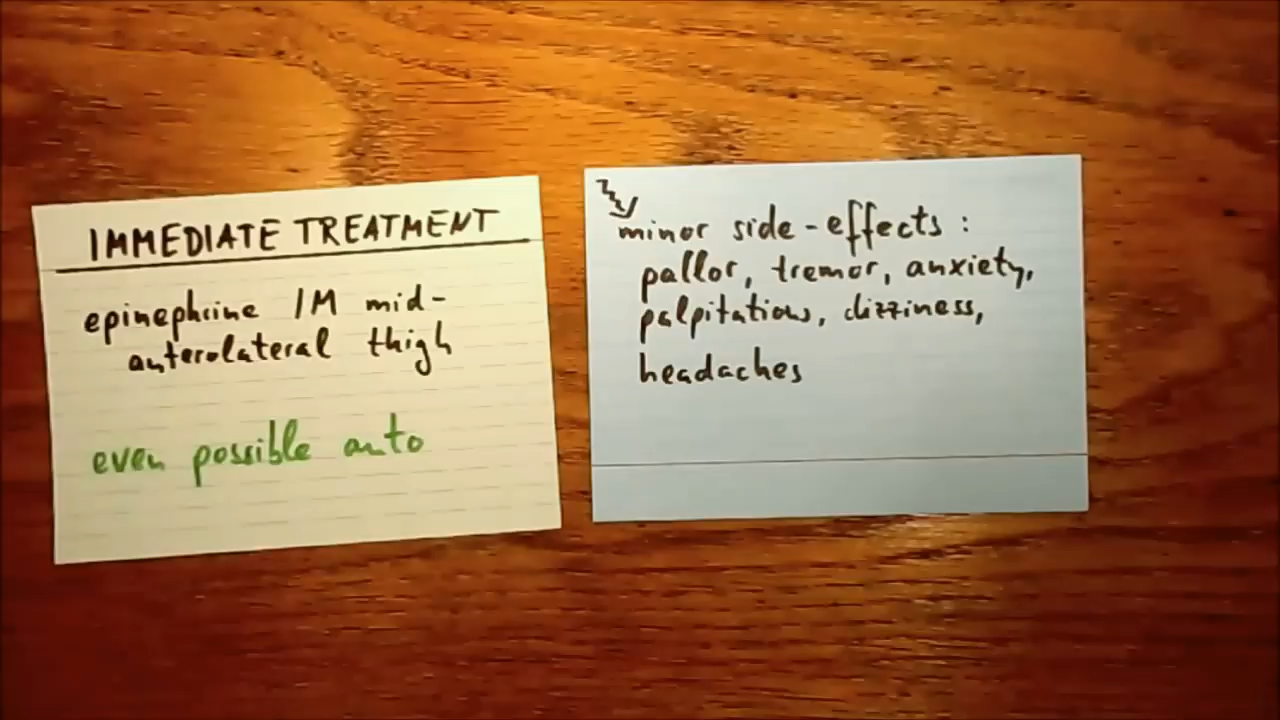 IMMEDIATE TREATMENT
epinephrine IM mid-
anterolateral thigh
even possible auto
minor side-effects:
pallor, tremor, anxiety,
palpitations, dizziness,
headaches